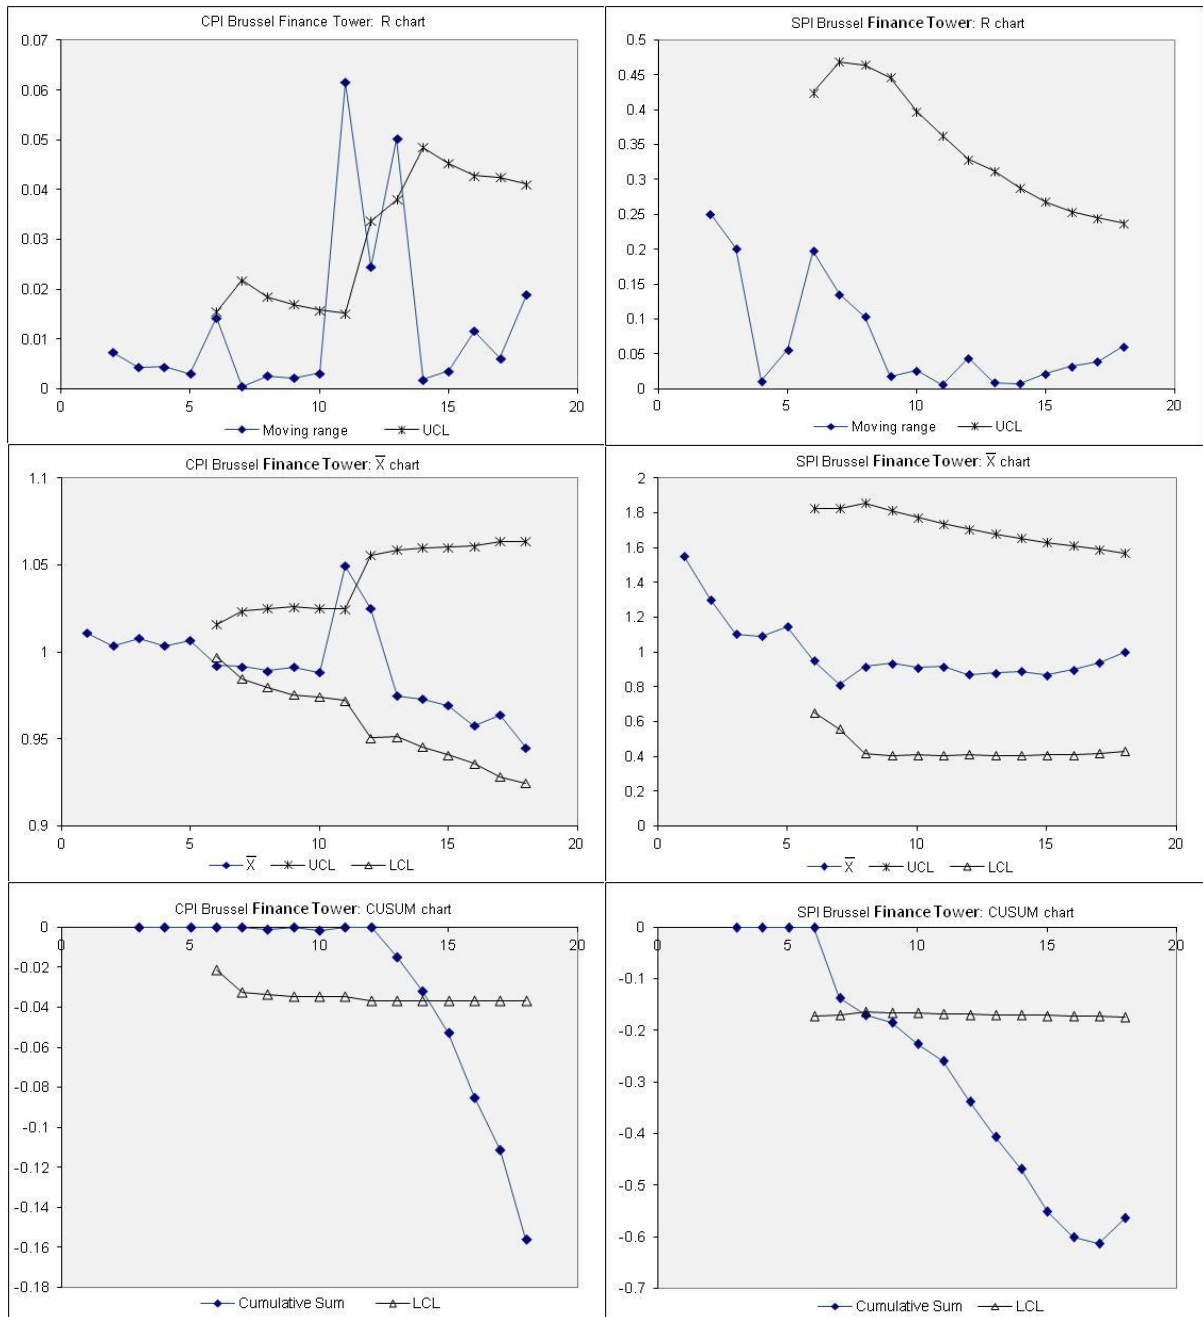 CPI Brussel Finance Tower: R chart
0.07
0.06
0.05
0.04
0.03
0.02
0.01
0
0 5 10 15 20
Moving range UCL
SPI Brussel Finance Tower: R chart
0.5
0.45
0.4
0.35
0.3
0.25
0.2
0.15
0.1
0.05
0
0 5 10 15 20
Moving range UCL
CPI Brussel Finance Tower: X̅ chart
1.1
1.05
1
0.95
0.9
0 5 10 15 20
X̅ UCL LCL
SPI Brussel Finance Tower: X̅ chart
2
1.8
1.6
1.4
1.2
1
0.8
0.6
0.4
0.2
0
0 5 10 15 20
X̅ UCL LCL
CPI Brussel Finance Tower: CUSUM chart
0
0 5 10 15 20
-0.02
-0.04
-0.06
-0.08
-0.1
-0.12
-0.14
-0.16
-0.18
Cumulative Sum LCL
SPI Brussel Finance Tower: CUSUM chart
0
0 5 10 15 20
-0.1
-0.2
-0.3
-0.4
-0.5
-0.6
-0.7
Cumulative Sum LCL